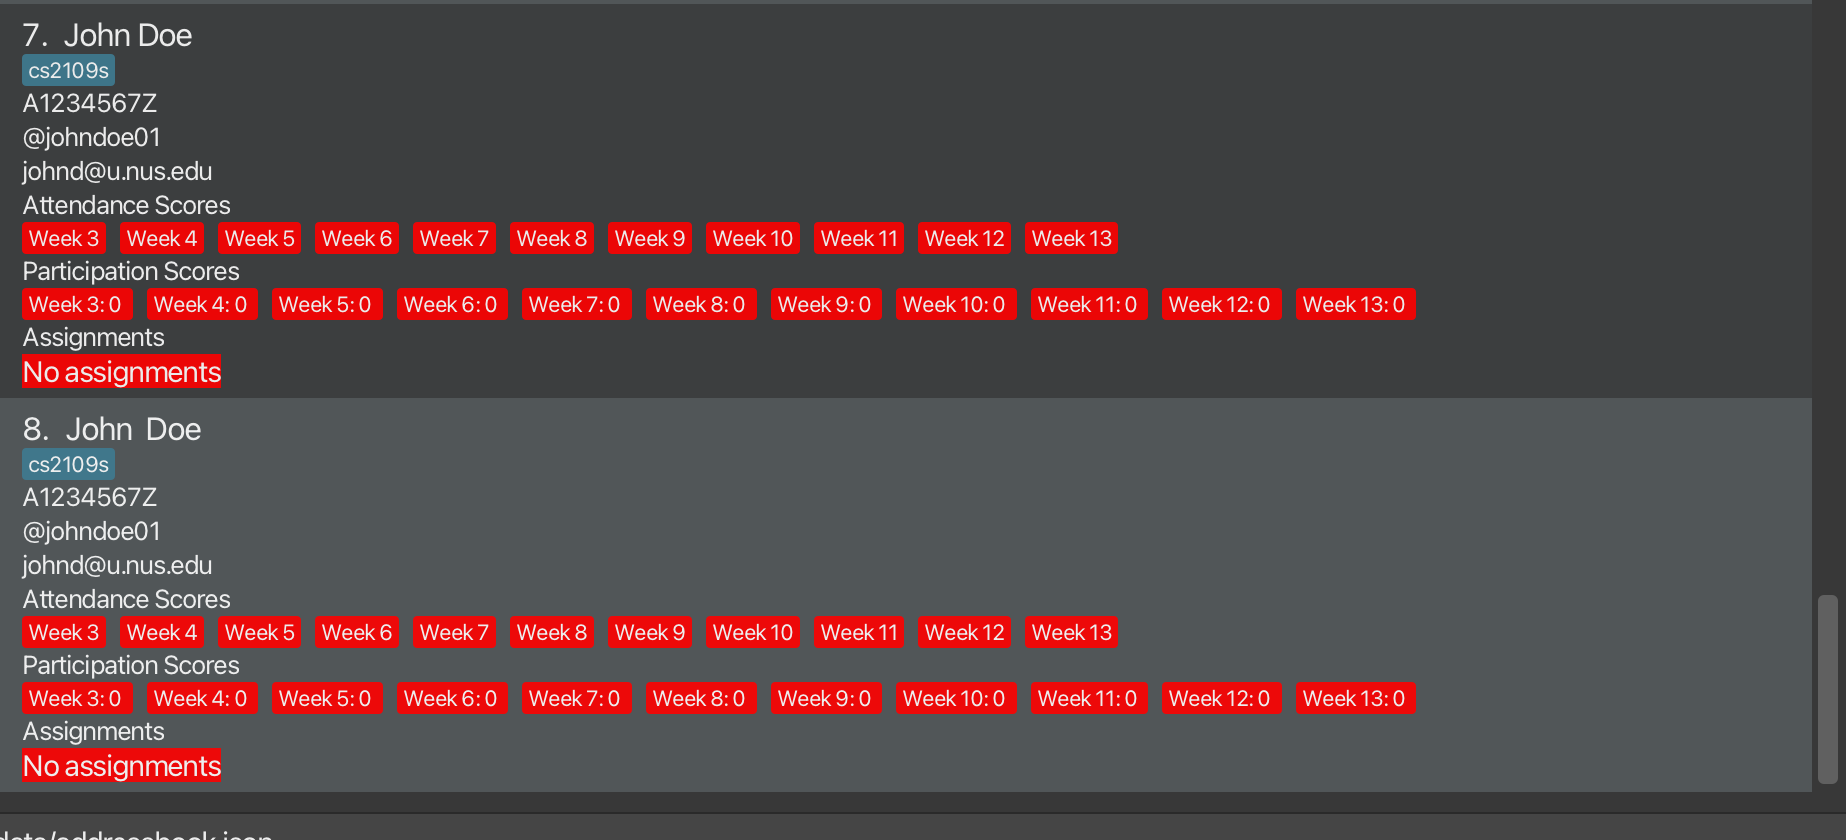 7. John Doe
cs2109s
A1234567Z
@johndoe01
johnd@u.nus.edu
Attendance Scores
Week 3 Week 4 Week 5 Week 6 Week 7 Week 8 Week 9 Week 10 Week 11 Week 12 Week 13
Participation Scores
Week 3: 0 Week 4: 0 Week 5: 0 Week 6: 0 Week 7: 0 Week 8: 0 Week 9: 0 Week 10: 0 Week 11: 0 Week 12: 0 Week 13: 0
Assignments
No assignments
8. John  Doe
cs2109s
A1234567Z
@johndoe01
johnd@u.nus.edu
Attendance Scores
Week 3 Week 4 Week 5 Week 6 Week 7 Week 8 Week 9 Week 10 Week 11 Week 12 Week 13
Participation Scores
Week 3: 0 Week 4: 0 Week 5: 0 Week 6: 0 Week 7: 0 Week 8: 0 Week 9: 0 Week 10: 0 Week 11: 0 Week 12: 0 Week 13: 0
Assignments
No assignments